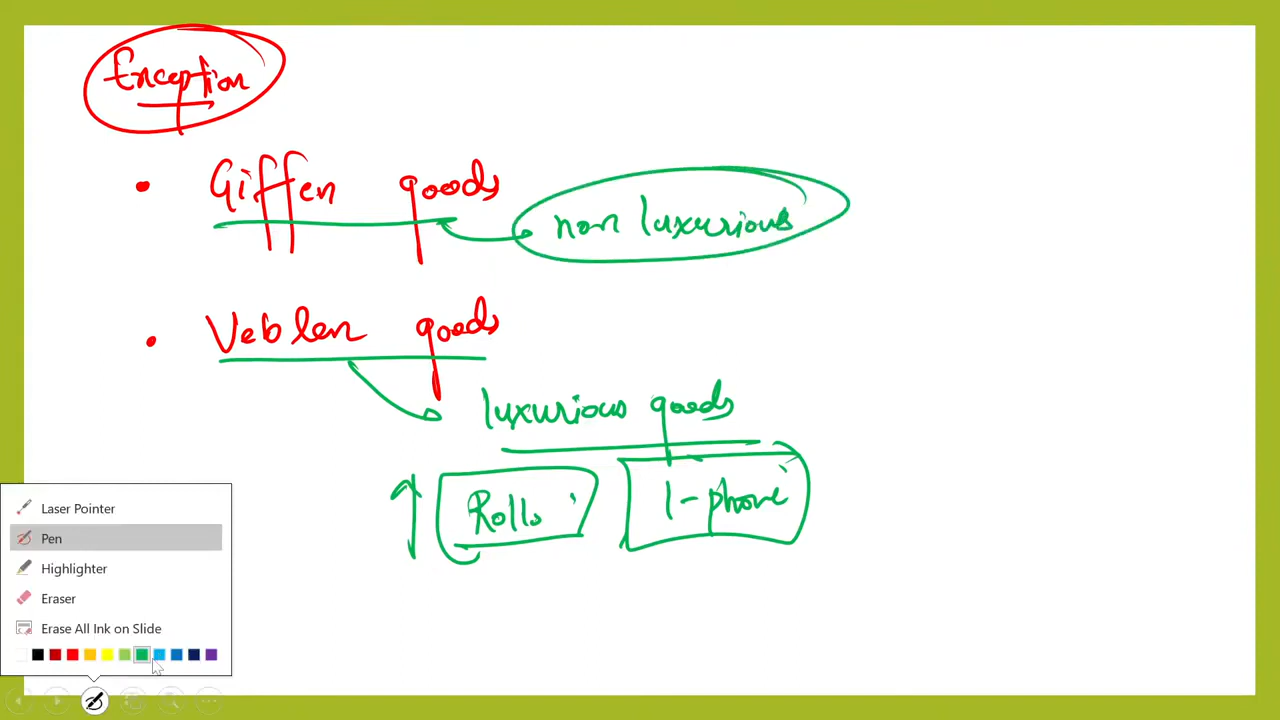 Exception
• Giffen goods
non luxurious
• Veblen goods
luxurious goods
Rolls
I-phone
Laser Pointer
Pen
Highlighter
Eraser
Erase All Ink on Slide